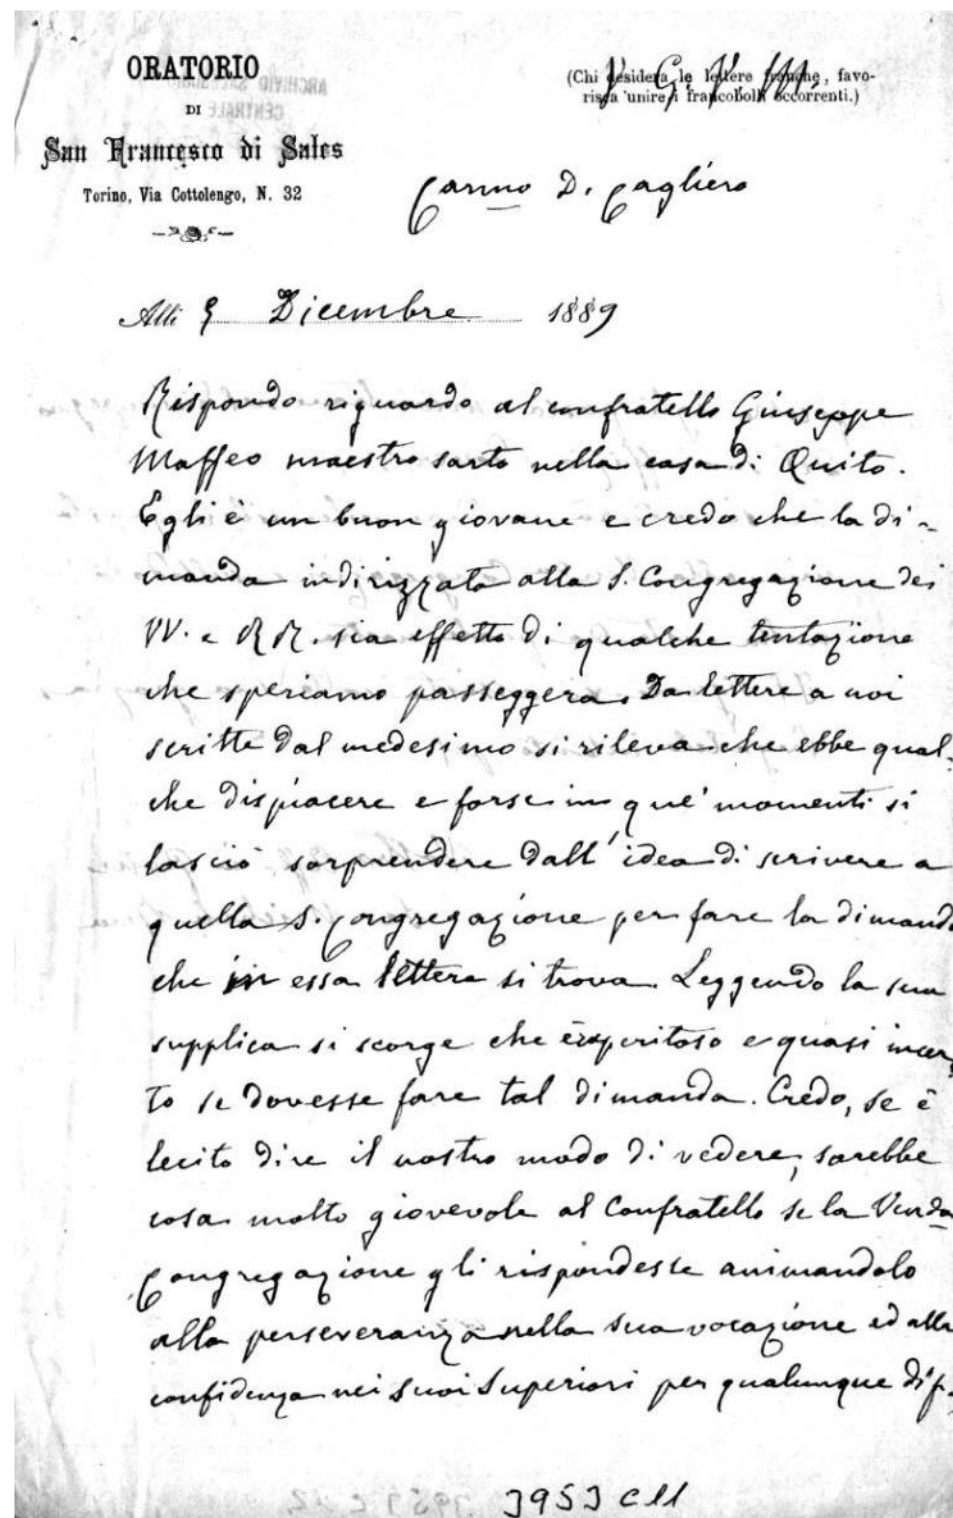 ORATORIO
DI
San Francesco di Sales
Torino, Via Cottolengo, N. 32
ARCHIVIO
CENTRALE
(Chi desidera le lettere franche, favo-
risca unire i francobolli occorrenti.)
V. G. V. M.
Carmo D. Cagliero
Alli 9 Dicembre 1889
Rispondo riguardo al confratello Giuseppe
Maffeo maestro sarto nella casa di Quito.
Egli è un buon giovane e credo che la di-
manda indirizzata alla S. Congregazione dei
VV. e RR. sia effetto di qualche tentazione
che speriamo passeggera. Da lettere a noi
scritte dal medesimo si rileva che ebbe qual-
che dispiacere e forse in que' momenti si
lasciò sorprendere dall'idea di scrivere a
quella S. Congregazione per fare la dimanda
che in essa lettera si trova. Leggendo la sua
supplica si scorge che è e quasi incer-
to se dovesse fare tal dimanda. Credo, se è
lecito dire il nostro modo di vedere, sarebbe
cosa molto giovevole al Confratello se la Venda
Congregazione gli rispondesse animandolo
alla perseveranza nella sua vocazione ed alla
confidenza nei suoi Superiori per qualunque dif-
3953 C 11